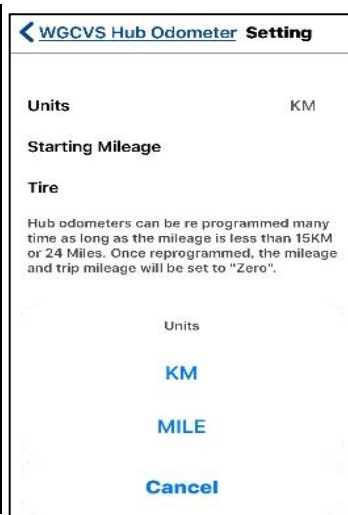 WGCVS Hub Odometer Setting
Units KM
Starting Mileage
Tire
Hub odometers can be re programmed many
time as long as the mileage is less than 15KM
or 24 Miles. Once reprogrammed, the mileage
and trip mileage will be set to "Zero".
Units
KM
MILE
Cancel